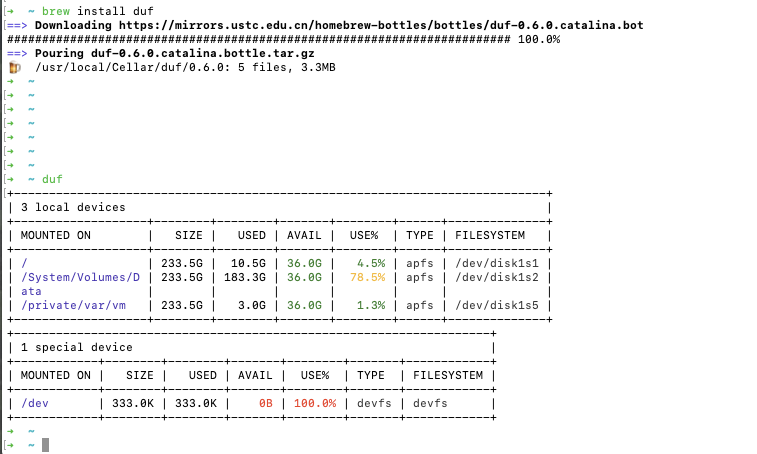 ➜  ~ brew install duf
==> Downloading https://mirrors.ustc.edu.cn/homebrew-bottles/bottles/duf-0.6.0.catalina.bot
######################################################################## 100.0%
==> Pouring duf-0.6.0.catalina.bottle.tar.gz
🍺  /usr/local/Cellar/duf/0.6.0: 5 files, 3.3MB
➜  ~
➜  ~
➜  ~
➜  ~
➜  ~
➜  ~
➜  ~
➜  ~ duf
3 local devices
MOUNTED ON | SIZE | USED | AVAIL | USE% | TYPE | FILESYSTEM
/ | 233.5G | 10.5G | 36.0G | 4.5% | apfs | /dev/disk1s1
/System/Volumes/D | 233.5G | 183.3G | 36.0G | 78.5% | apfs | /dev/disk1s2
ata
/private/var/vm | 233.5G | 3.0G | 36.0G | 1.3% | apfs | /dev/disk1s5
1 special device
MOUNTED ON | SIZE | USED | AVAIL | USE% | TYPE | FILESYSTEM
/dev | 333.0K | 333.0K | 0B | 100.0% | devfs | devfs
➜  ~
➜  ~